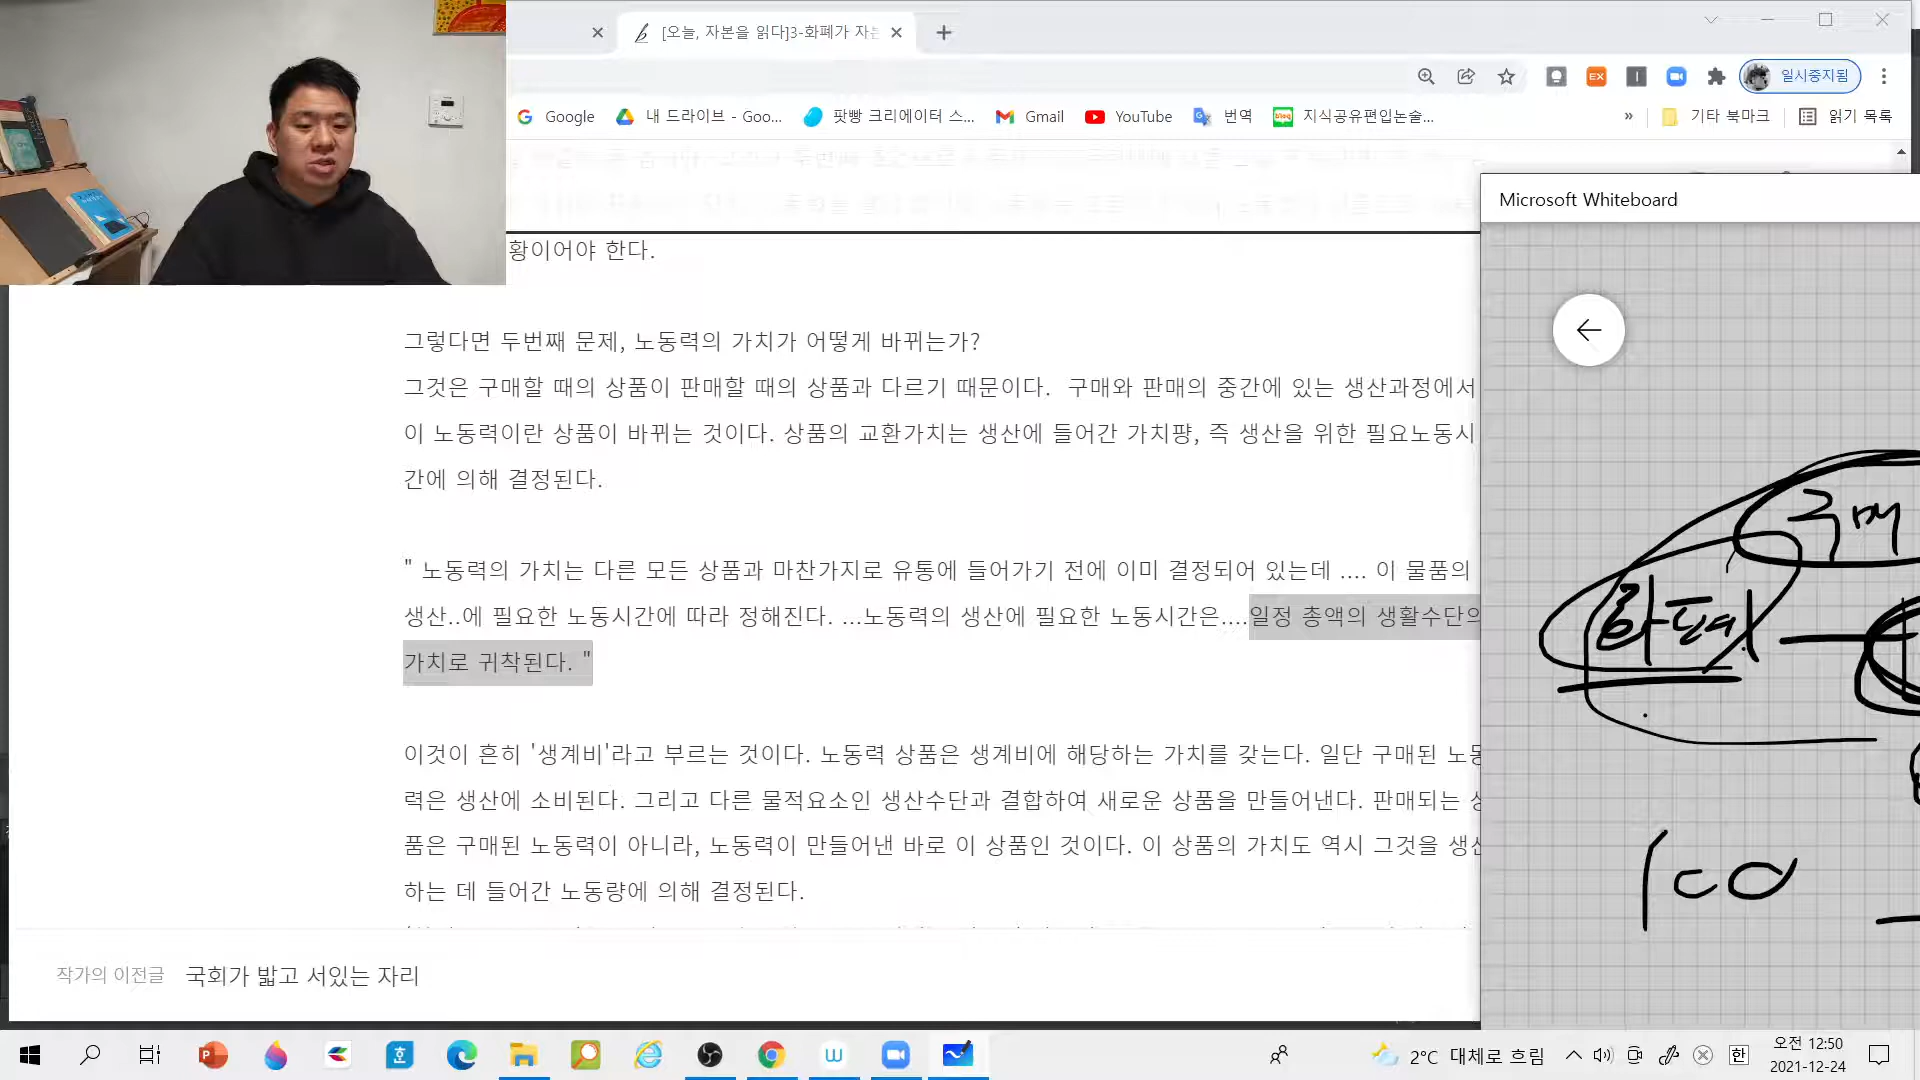 [오늘, 자본을 읽다]3-화폐가 자본
일시중지됨
Google
내 드라이브 - Goo...
팟빵 크리에이터 스...
Gmail
YouTube
번역
지식공유편입논술...
»
기타 북마크
읽기 목록
황이어야 한다.
그렇다면 두번째 문제, 노동력의 가치가 어떻게 바뀌는가?
그것은 구매할 때의 상품이 판매할 때의 상품과 다르기 때문이다. 구매와 판매의 중간에 있는 생산과정에서
이 노동력이란 상품이 바뀌는 것이다. 상품의 교환가치는 생산에 들어간 가치퍙, 즉 생산을 위한 필요노동시
간에 의해 결정된다.
" 노동력의 가치는 다른 모든 상품과 마찬가지로 유통에 들어가기 전에 이미 결정되어 있는데 .... 이 물품의
생산..에 필요한 노동시간에 따라 정해진다. ...노동력의 생산에 필요한 노동시간은....일정 총액의 생활수단의
가치로 귀착된다. "
이것이 흔히 '생계비'라고 부르는 것이다. 노동력 상품은 생계비에 해당하는 가치를 갖는다. 일단 구매된 노동
력은 생산에 소비된다. 그리고 다른 물적요소인 생산수단과 결합하여 새로운 상품을 만들어낸다. 판매되는 상
품은 구매된 노동력이 아니라, 노동력이 만들어낸 바로 이 상품인 것이다. 이 상품의 가치도 역시 그것을 생산
하는 데 들어간 노동량에 의해 결정된다.
작가의 이전글 국회가 밟고 서있는 자리
Microsoft Whiteboard
구매
화폐
100
2°C 대체로 흐림
한
오전 12:50
2021-12-24